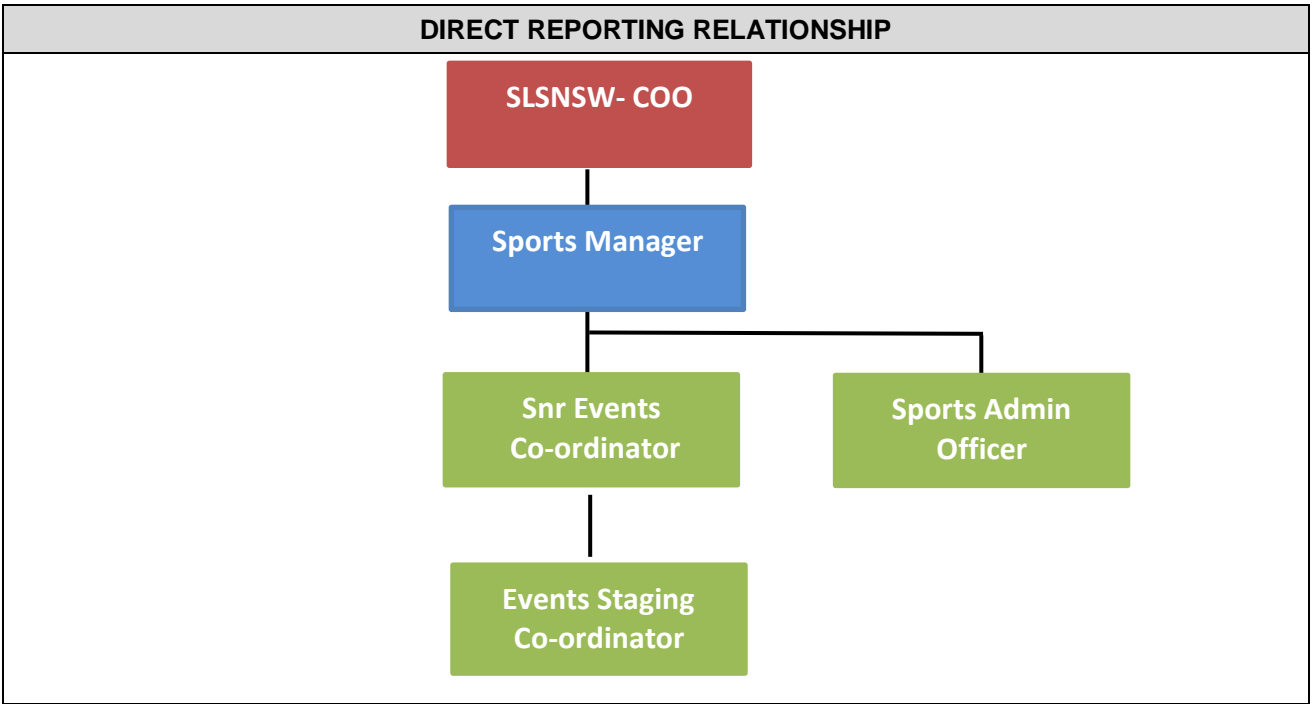 DIRECT REPORTING RELATIONSHIP
SLSNSW- COO
Sports Manager
Snr Events
Co-ordinator
Sports Admin
Officer
Events Staging
Co-ordinator